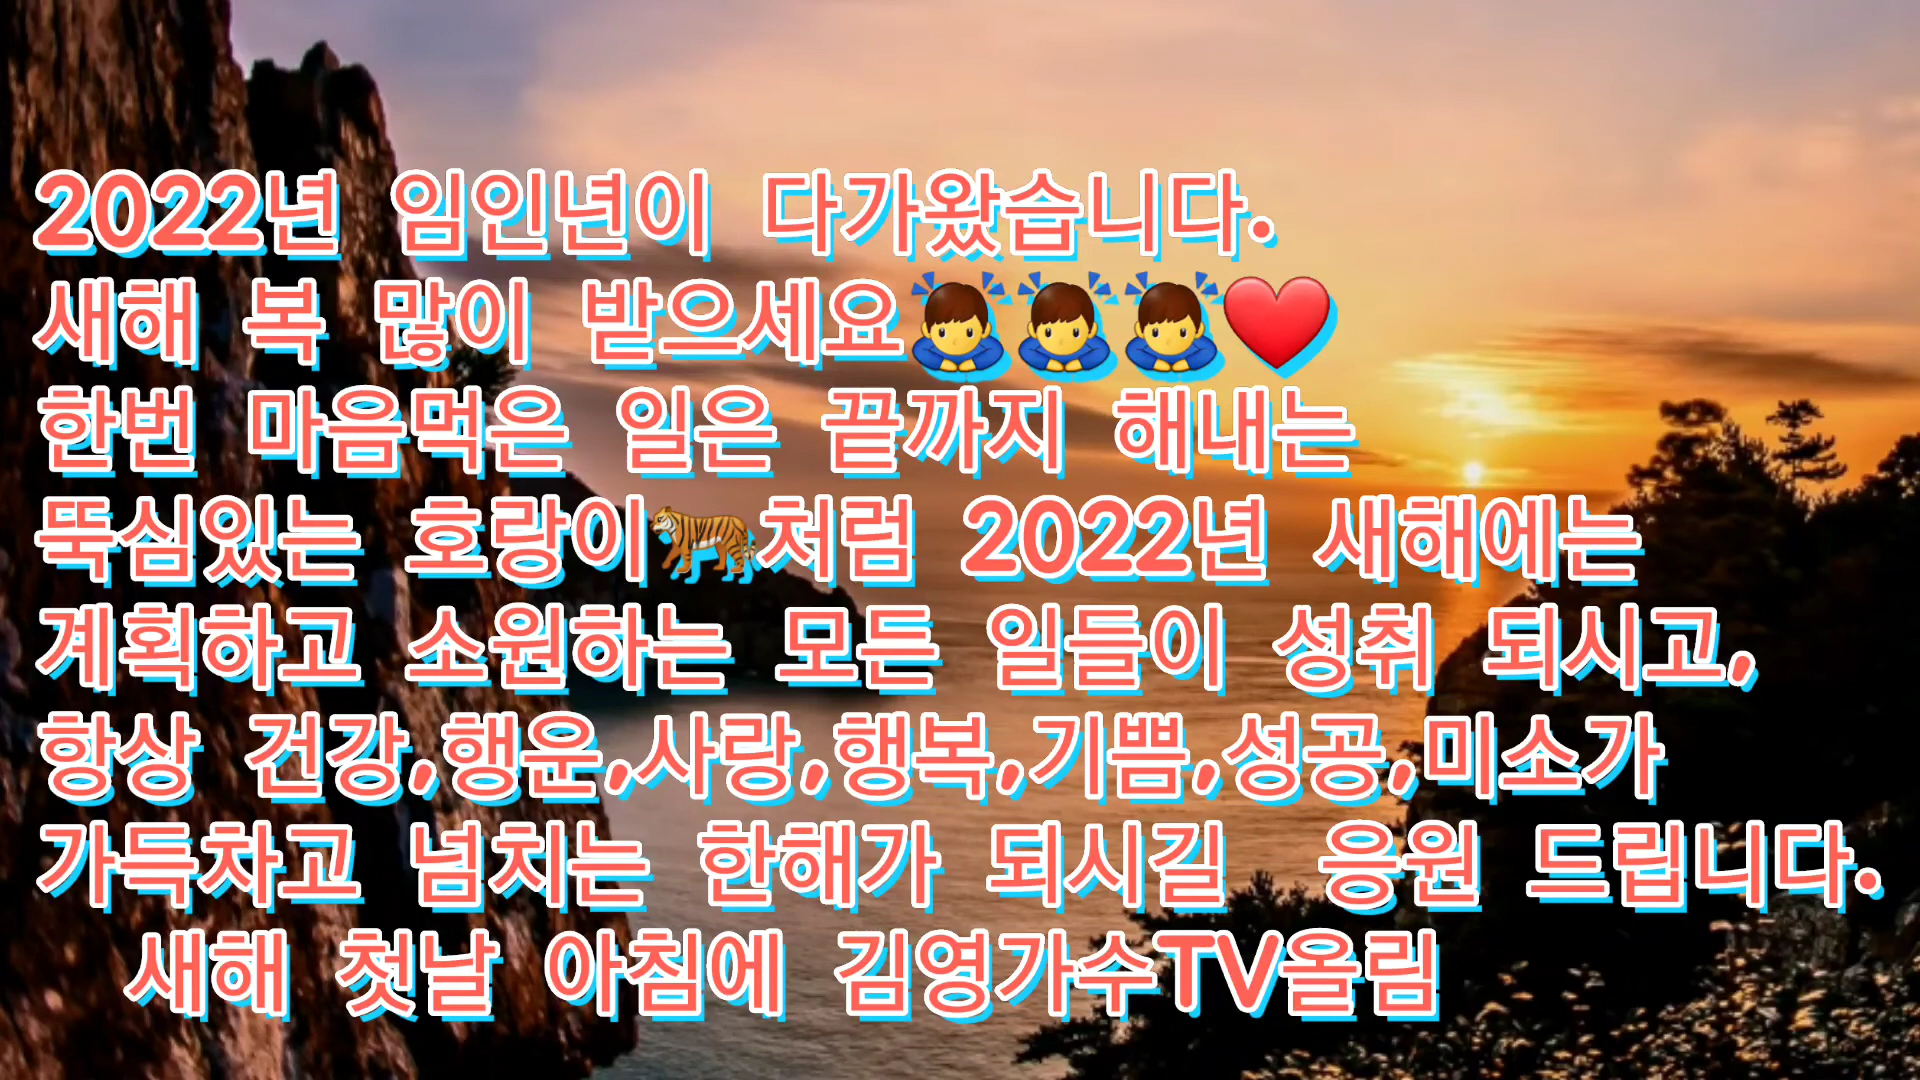 2022년 임인년이 다가왔습니다.
새해 복 많이 받으세요🙇‍♂️🙇‍♂️🙇‍♂️❤️
한번 마음먹은 일은 끝까지 해내는
뚝심있는 호랑이🐅처럼 2022년 새해에는
계획하고 소원하는 모든 일들이 성취 되시고,
항상 건강,행운,사랑,행복,기쁨,성공,미소가
가득차고 넘치는 한해가 되시길 응원 드립니다.
새해 첫날 아침에 김영가수TV올림